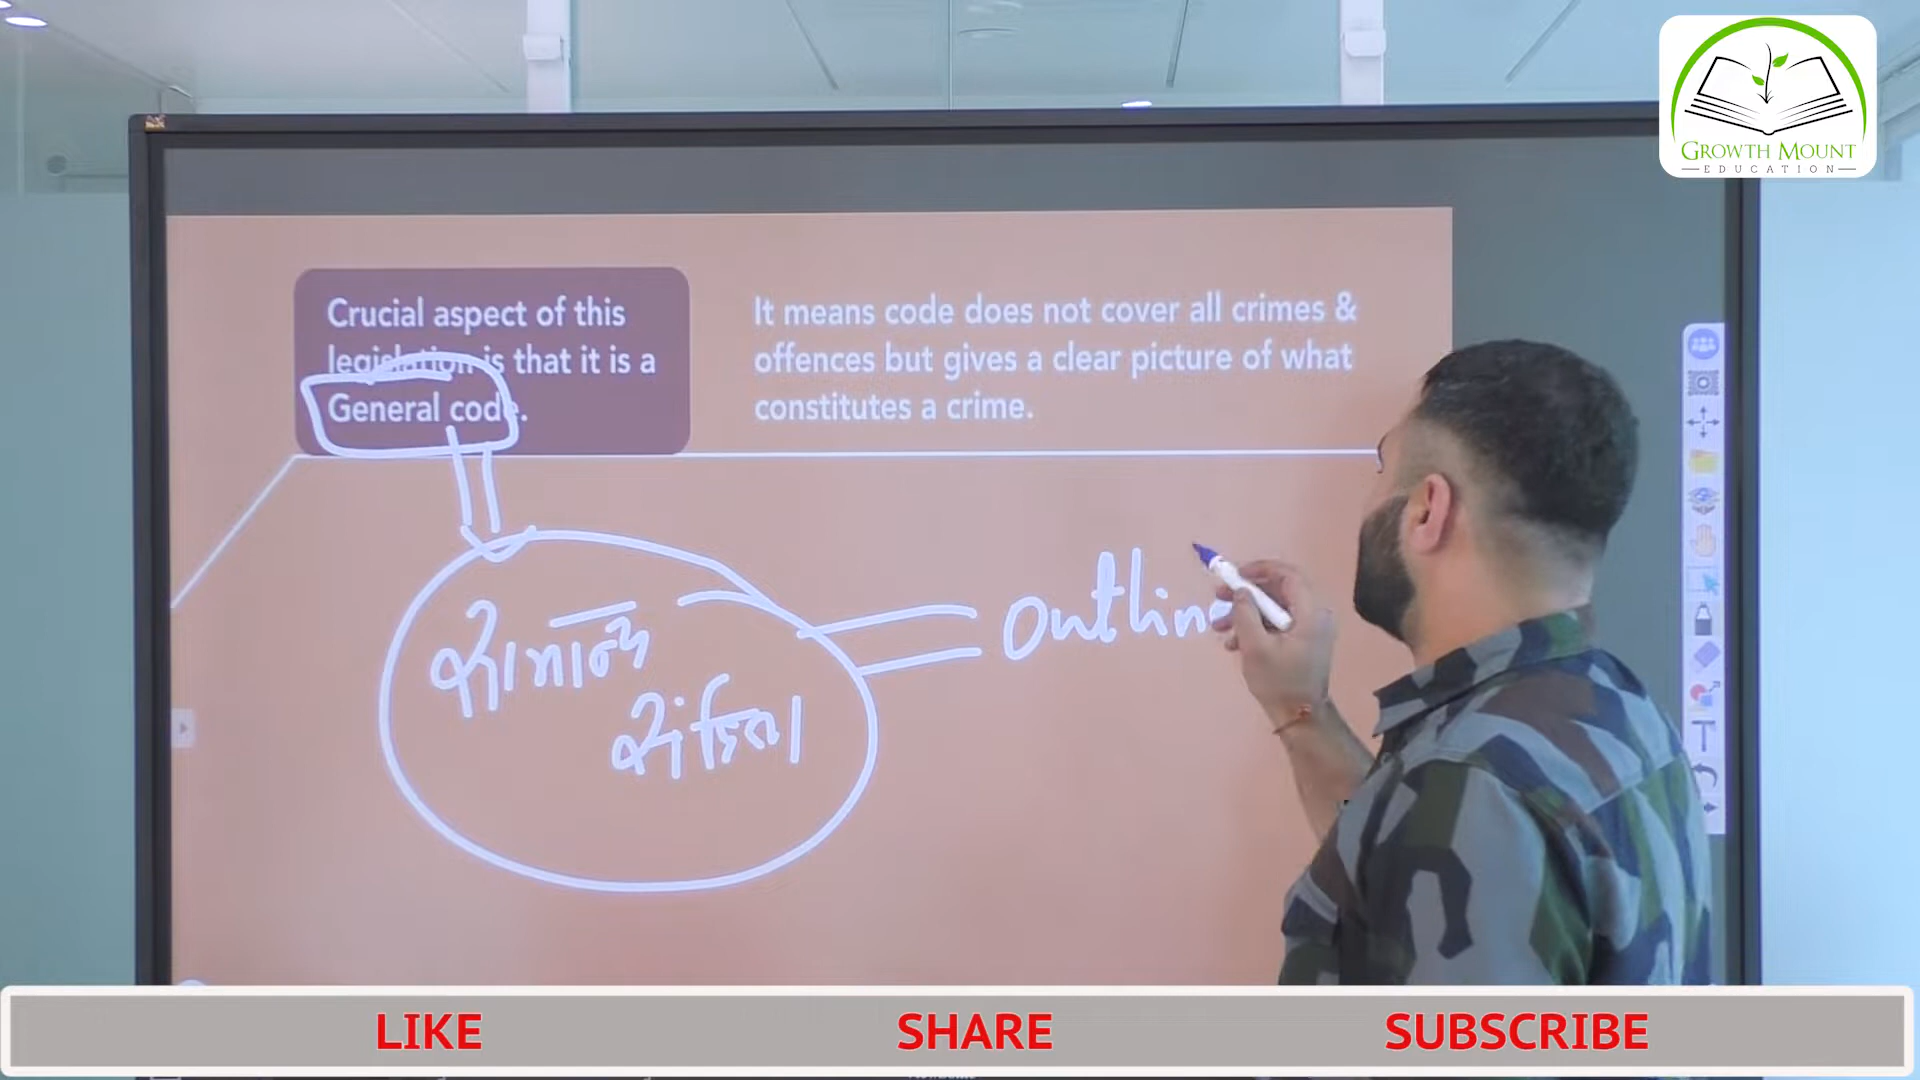 GROWTH MOUNT
EDUCATION
Crucial aspect of this
legislation is that it is a
General code.
It means code does not cover all crimes &
offences but gives a clear picture of what
constitutes a crime.
सामान्य
संहिता
Outline
LIKE
SHARE
SUBSCRIBE